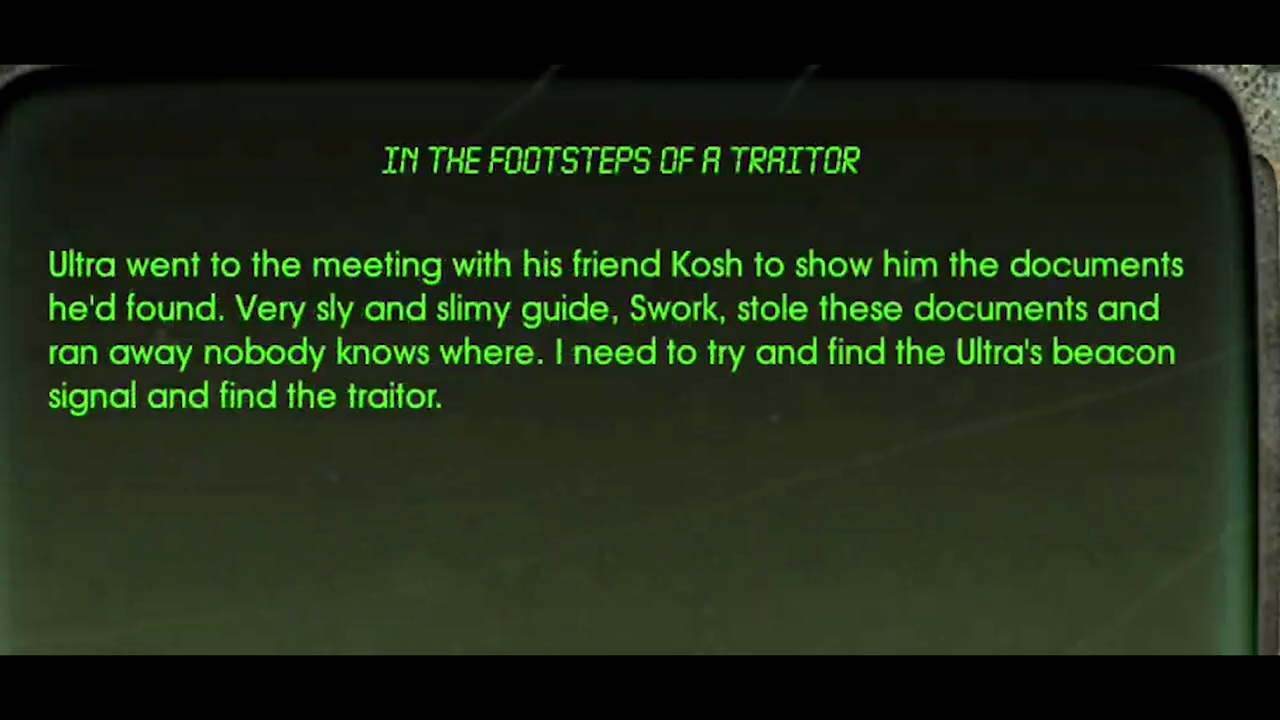 IN THE FOOTSTEPS OF A TRAITOR
Ultra went to the meeting with his friend Kosh to show him the documents
he'd found. Very sly and slimy guide, Swork, stole these documents and
ran away nobody knows where. I need to try and find the Ultra's beacon
signal and find the traitor.